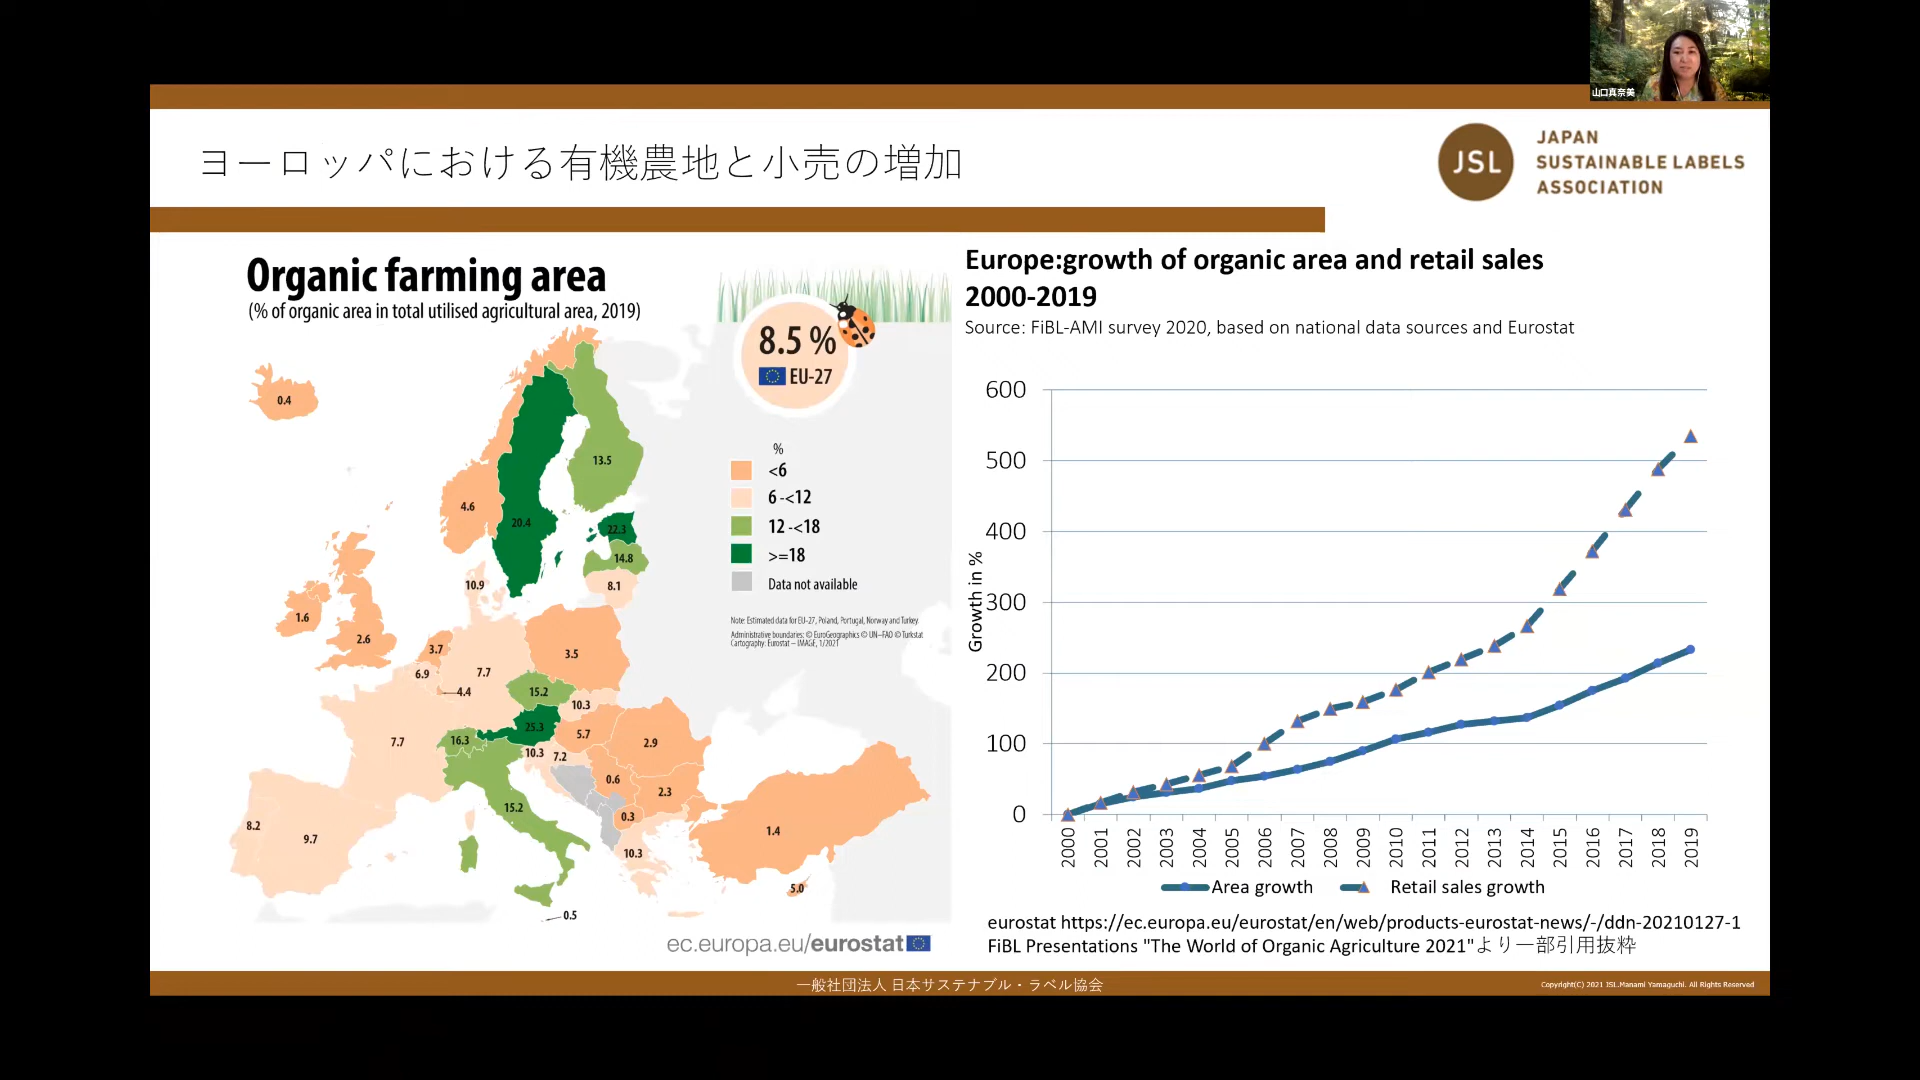 山口真奈美
ヨーロッパにおける有機農地と小売の増加
JSL
JAPAN
SUSTAINABLE LABELS
ASSOCIATION
Organic farming area
(% of organic area in total utilised agricultural area, 2019)
8.5 %
EU-27
%
<6
6 -<12
12 -<18
>=18
Data not available
Note: Estimated data for EU-27, Poland, Portugal, Norway and Turkey
Administrative boundaries: © EuroGeographics © UN–FAO © Turkstat
Cartography: Eurostat – IMAGE, 1/2021
0.4
13.5
4.6
20.4
22.3
14.8
10.9
8.1
1.6
2.6
3.7
3.5
6.9
7.7
4.4
15.2
10.3
25.3
5.7
16.3
7.7
2.9
10.3
7.2
0.6
2.3
15.2
0.3
8.2
9.7
1.4
10.3
5.0
0.5
ec.europa.eu/eurostat
Europe:growth of organic area and retail sales
2000-2019
Source: FiBL-AMI survey 2020, based on national data sources and Eurostat
Growth in %
600
500
400
300
200
100
0
2000
2001
2002
2003
2004
2005
2006
2007
2008
2009
2010
2011
2012
2013
2014
2015
2016
2017
2018
2019
Area growth
Retail sales growth
eurostat https://ec.europa.eu/eurostat/en/web/products-eurostat-news/-/ddn-20210127-1
FiBL Presentations "The World of Organic Agriculture 2021"より一部引用抜粋
一般社団法人 日本サステナブル・ラベル協会
Copyright(C) 2021 JSL.Manami Yamaguchi. All Rights Reserved